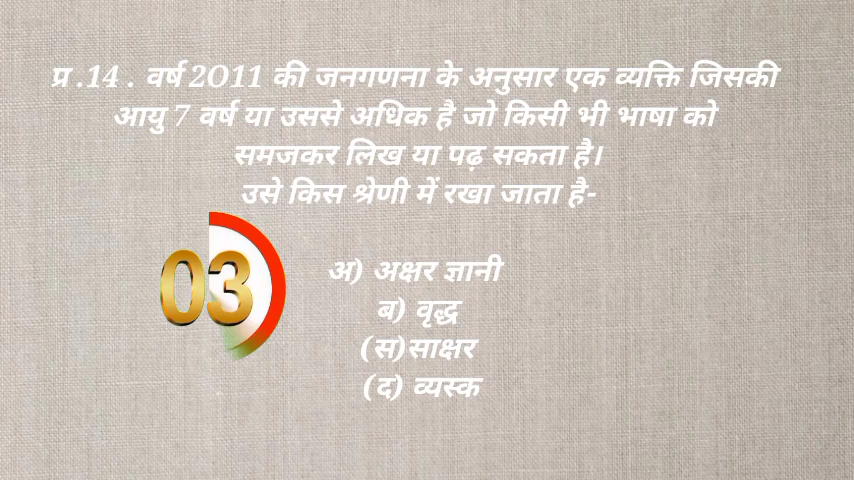 प्र .14 . वर्ष 2011 की जनगणना के अनुसार एक व्यक्ति जिसकी
आयु 7 वर्ष या उससे अधिक है जो किसी भी भाषा को
समजकर लिख या पढ़ सकता है।
उसे किस श्रेणी में रखा जाता है-
03
अ) अक्षर ज्ञानी
ब) वृद्ध
(स)साक्षर
(द) व्यस्क